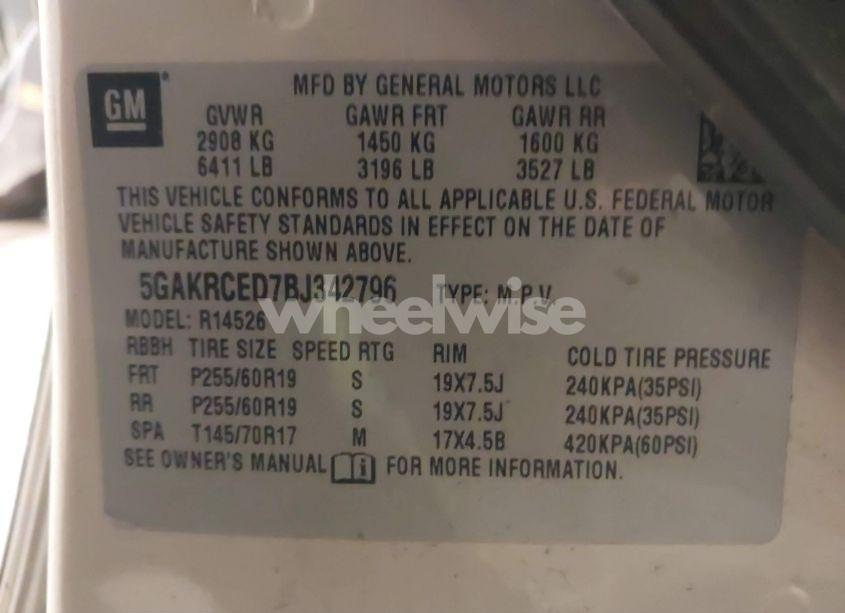 GM
MFD BY GENERAL MOTORS LLC
GVWR GAWR FRT GAWR RR
2908 KG 1450 KG 1600 KG
6411 LB 3196 LB 3527 LB
THIS VEHICLE CONFORMS TO ALL APPLICABLE U.S. FEDERAL MOTOR
VEHICLE SAFETY STANDARDS IN EFFECT ON THE DATE OF
MANUFACTURE SHOWN ABOVE.
5GAKRCED7BJ342796 TYPE: M.P.V.
wheelwise
MODEL: R14526
RBBH TIRE SIZE SPEED RTG RIM COLD TIRE PRESSURE
FRT P255/60R19 S 19X7.5J 240KPA(35PSI)
RR P255/60R19 S 19X7.5J 240KPA(35PSI)
SPA T145/70R17 M 17X4.5B 420KPA(60PSI)
SEE OWNER'S MANUAL i FOR MORE INFORMATION.